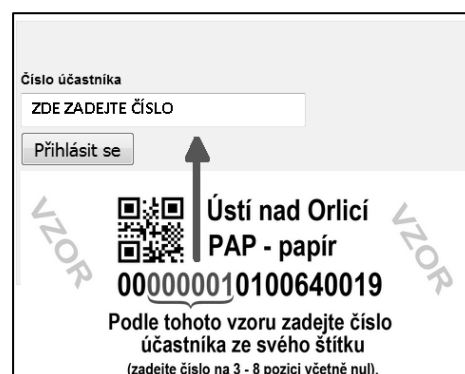 Číslo účastníka
ZDE ZADEJTE ČÍSLO
Přihlásit se
VZOR
VZOR
Ústí nad Orlicí
PAP - papír
00000010100640019
Podle tohoto vzoru zadejte číslo
účastníka ze svého štítku
(zadejte číslo na 3 - 8 pozici včetně nul).